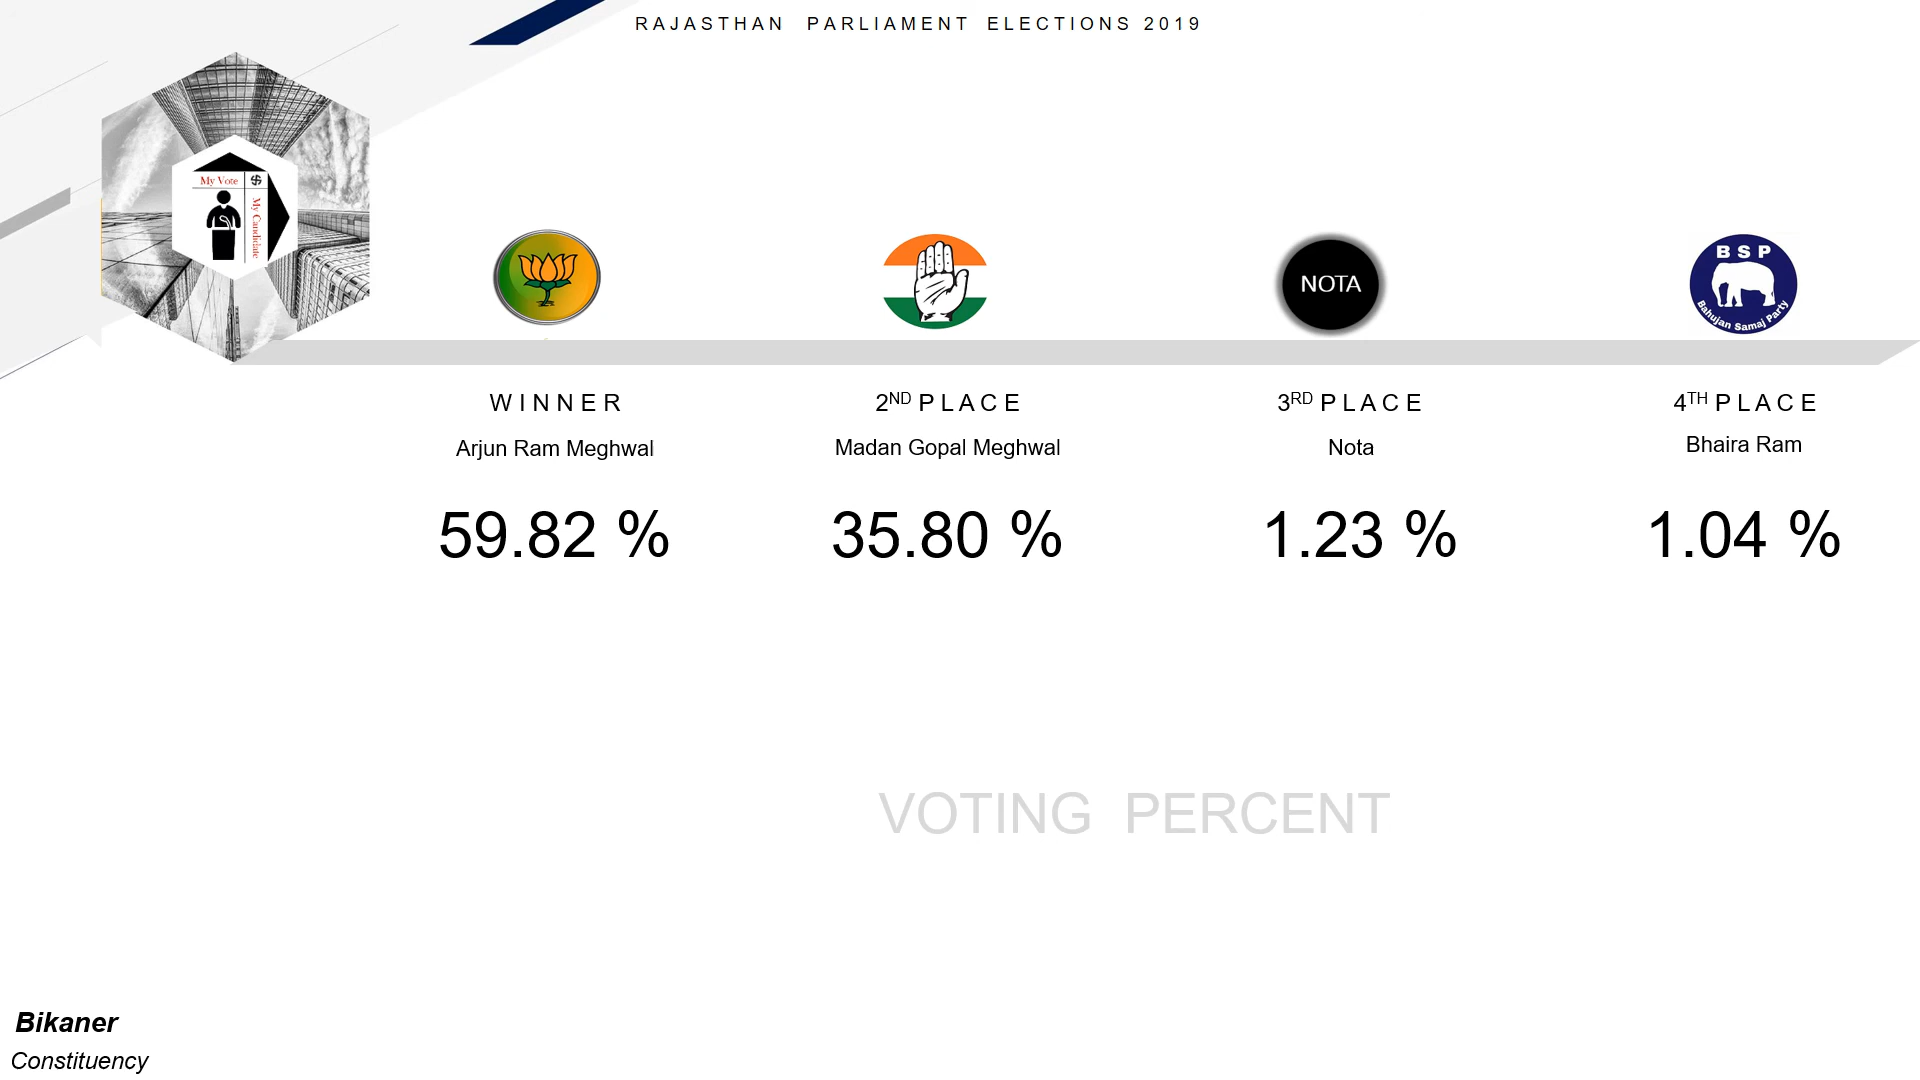 RAJASTHAN PARLIAMENT ELECTIONS 2019
My Vote
My Candidate
NOTA
BSP
Bahujan Samaj Party
WINNER
Arjun Ram Meghwal
59.82 %
2ND PLACE
Madan Gopal Meghwal
35.80 %
3RD PLACE
Nota
1.23 %
4TH PLACE
Bhaira Ram
1.04 %
VOTING PERCENT
Bikaner
Constituency